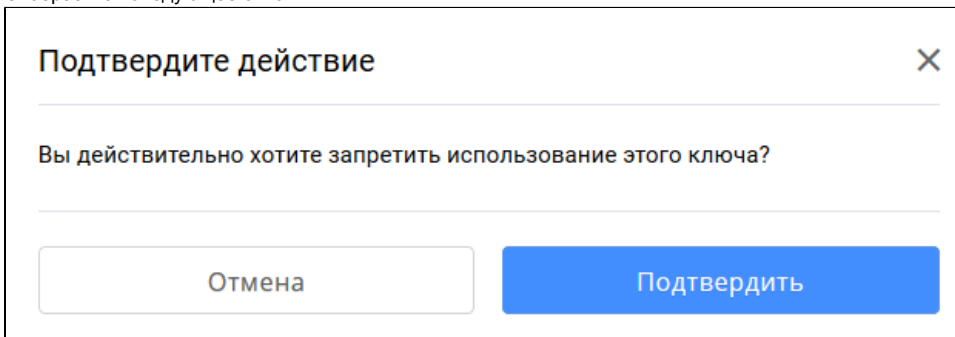 Подтвердите действие
Вы действительно хотите запретить использование этого ключа?
Отмена
Подтвердить